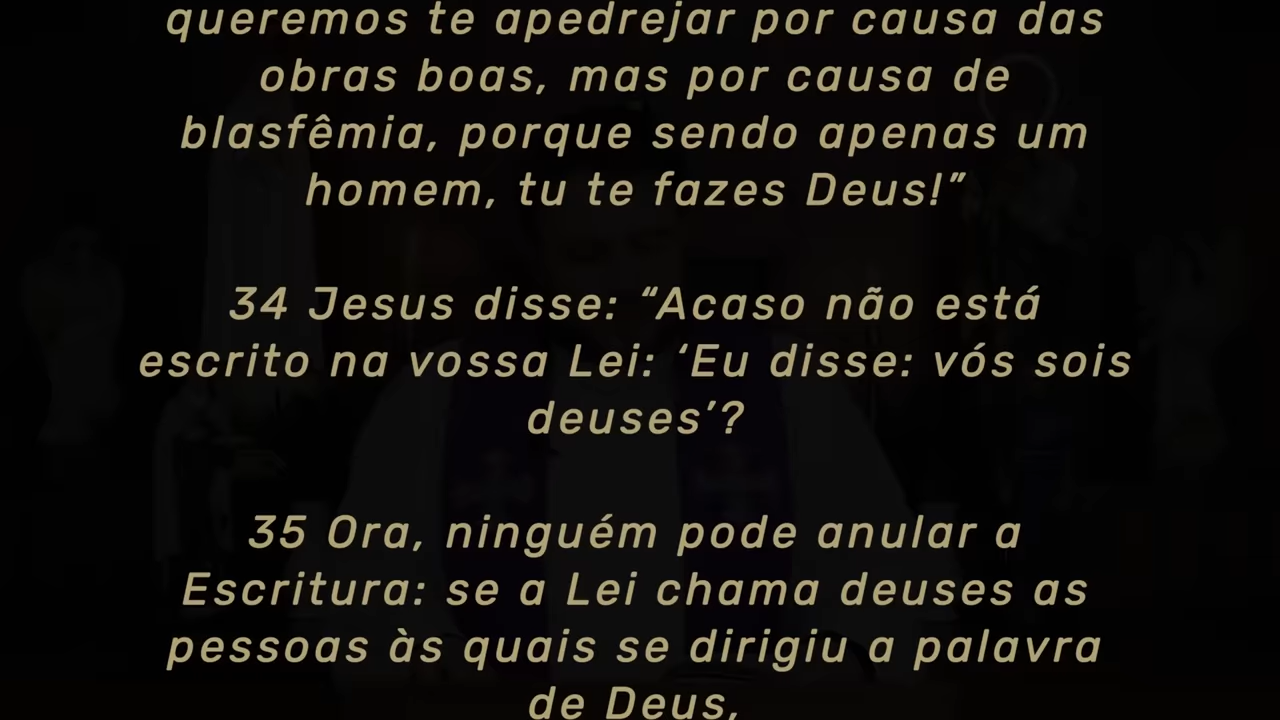 queremos te apedrejar por causa das
obras boas, mas por causa de
blasfêmia, porque sendo apenas um
homem, tu te fazes Deus!”
34 Jesus disse: “Acaso não está
escrito na vossa Lei: ‘Eu disse: vós sois
deuses’?
35 Ora, ninguém pode anular a
Escritura: se a Lei chama deuses as
pessoas às quais se dirigiu a palavra
de Deus,